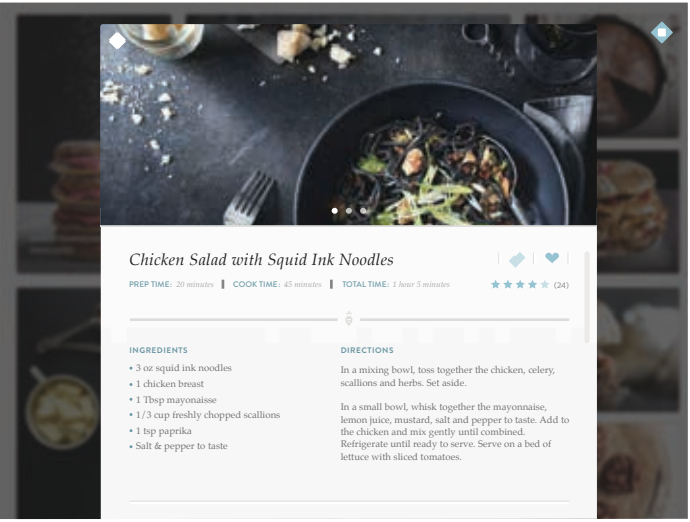 Chicken Salad with Squid Ink Noodles
PREP TIME: 20 minutes COOK TIME: 45 minutes TOTAL TIME: 1 hour 5 minutes (24)
INGREDIENTS
• 3 oz squid ink noodles
• 1 chicken breast
• 1 Tbsp mayonaisse
• 1/3 cup freshly chopped scallions
• 1 tsp paprika
• Salt & pepper to taste
DIRECTIONS
In a mixing bowl, toss together the chicken, celery,
scallions and herbs. Set aside.
In a small bowl, whisk together the mayonnaise,
lemon juice, mustard, salt and pepper to taste. Add to
the chicken and mix gently until combined.
Refrigerate until ready to serve. Serve on a bed of
lettuce with sliced tomatoes.